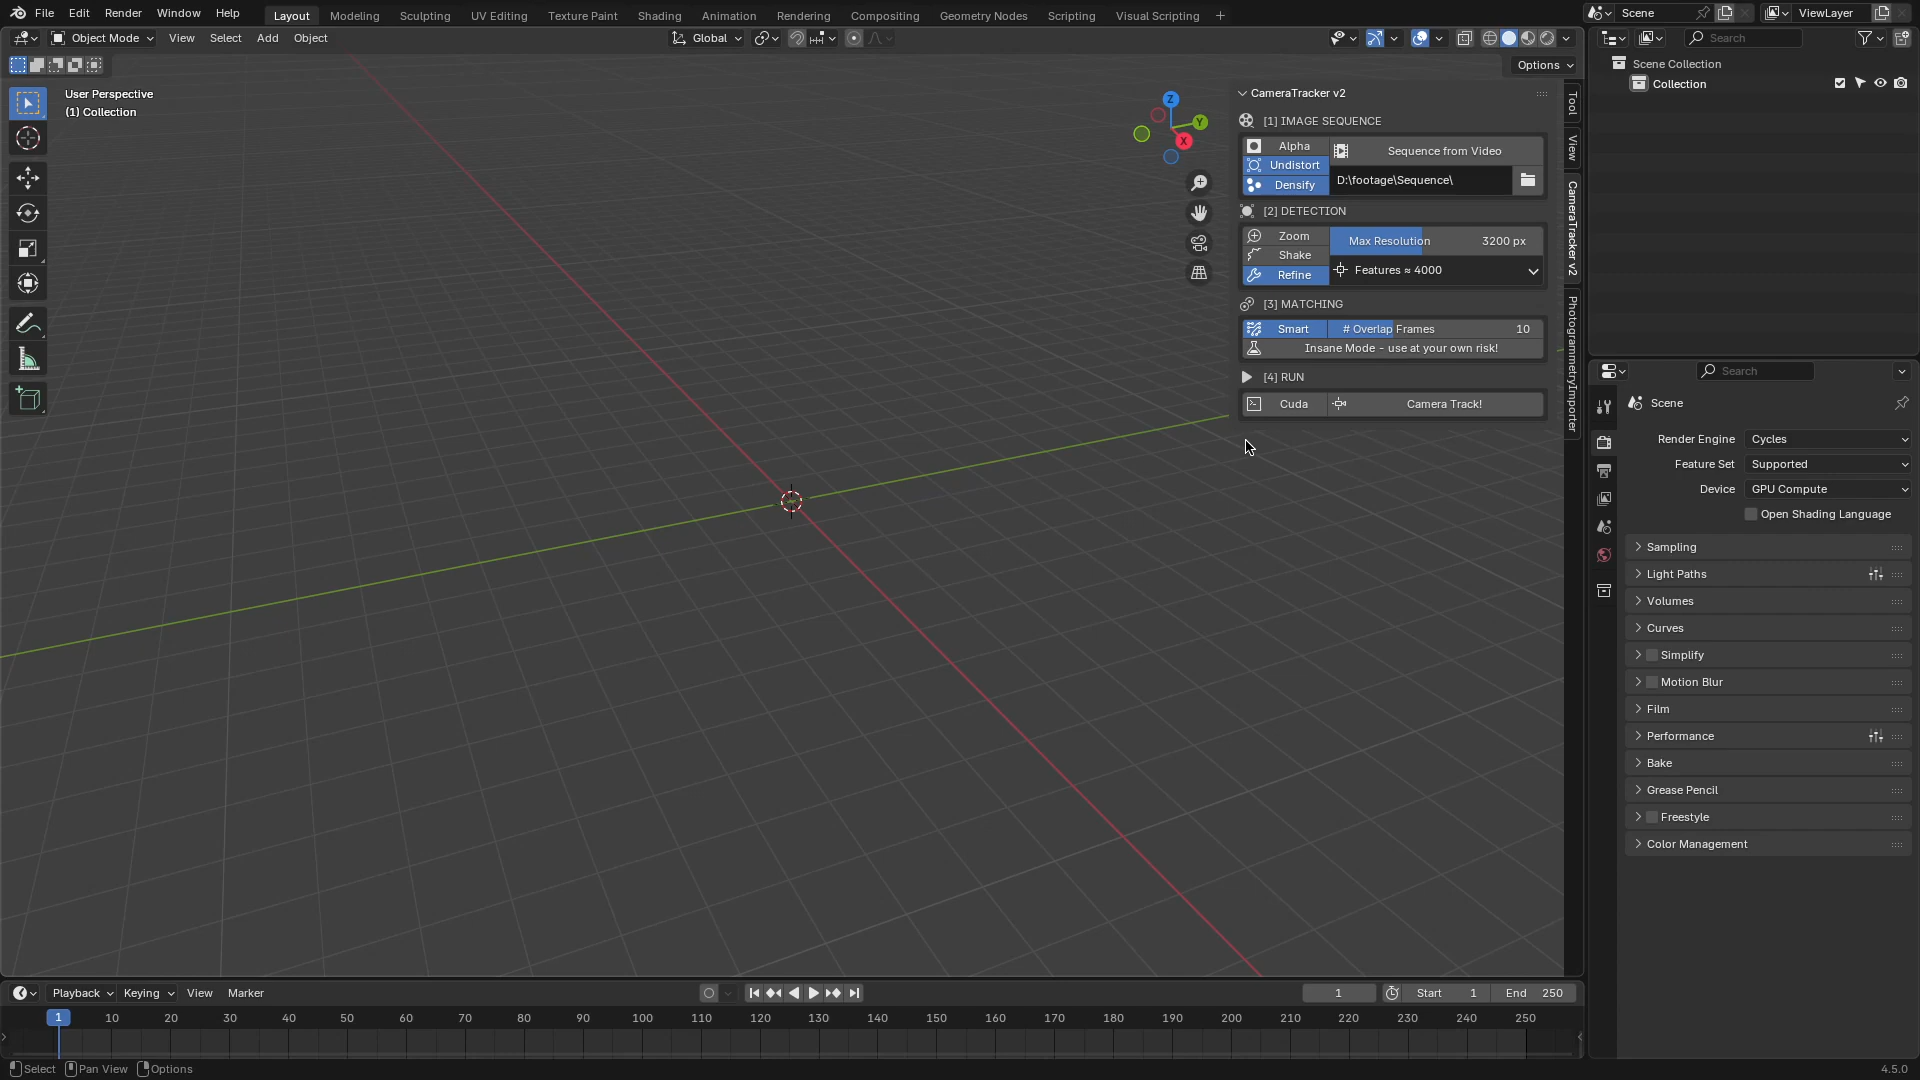 File Edit Render Window Help Layout Modeling Sculpting UV Editing Texture Paint Shading Animation Rendering Compositing Geometry Nodes Scripting Visual Scripting + Scene ViewLayer
Object Mode View Select Add Object Global Search
Options
User Perspective
(1) Collection
Z
Y
X
CameraTracker v2
[1] IMAGE SEQUENCE
Alpha Sequence from Video
Undistort
Densify D:\footage\Sequence\
[2] DETECTION
Zoom Max Resolution 3200 px
Shake
Refine Features ≈ 4000
[3] MATCHING
Smart # Overlap Frames 10
Insane Mode - use at your own risk!
[4] RUN
Cuda Camera Track!
Tool
View
CameraTracker v2
PhotogrammetryImporter
Scene Collection
Collection
Search
Scene
Render Engine Cycles
Feature Set Supported
Device GPU Compute
Open Shading Language
Sampling
Light Paths
Volumes
Curves
Simplify
Motion Blur
Film
Performance
Bake
Grease Pencil
Freestyle
Color Management
Playback Keying View Marker 1 Start 1 End 250
1 10 20 30 40 50 60 70 80 90 100 110 120 130 140 150 160 170 180 190 200 210 220 230 240 250
Select Pan View Options 4.5.0